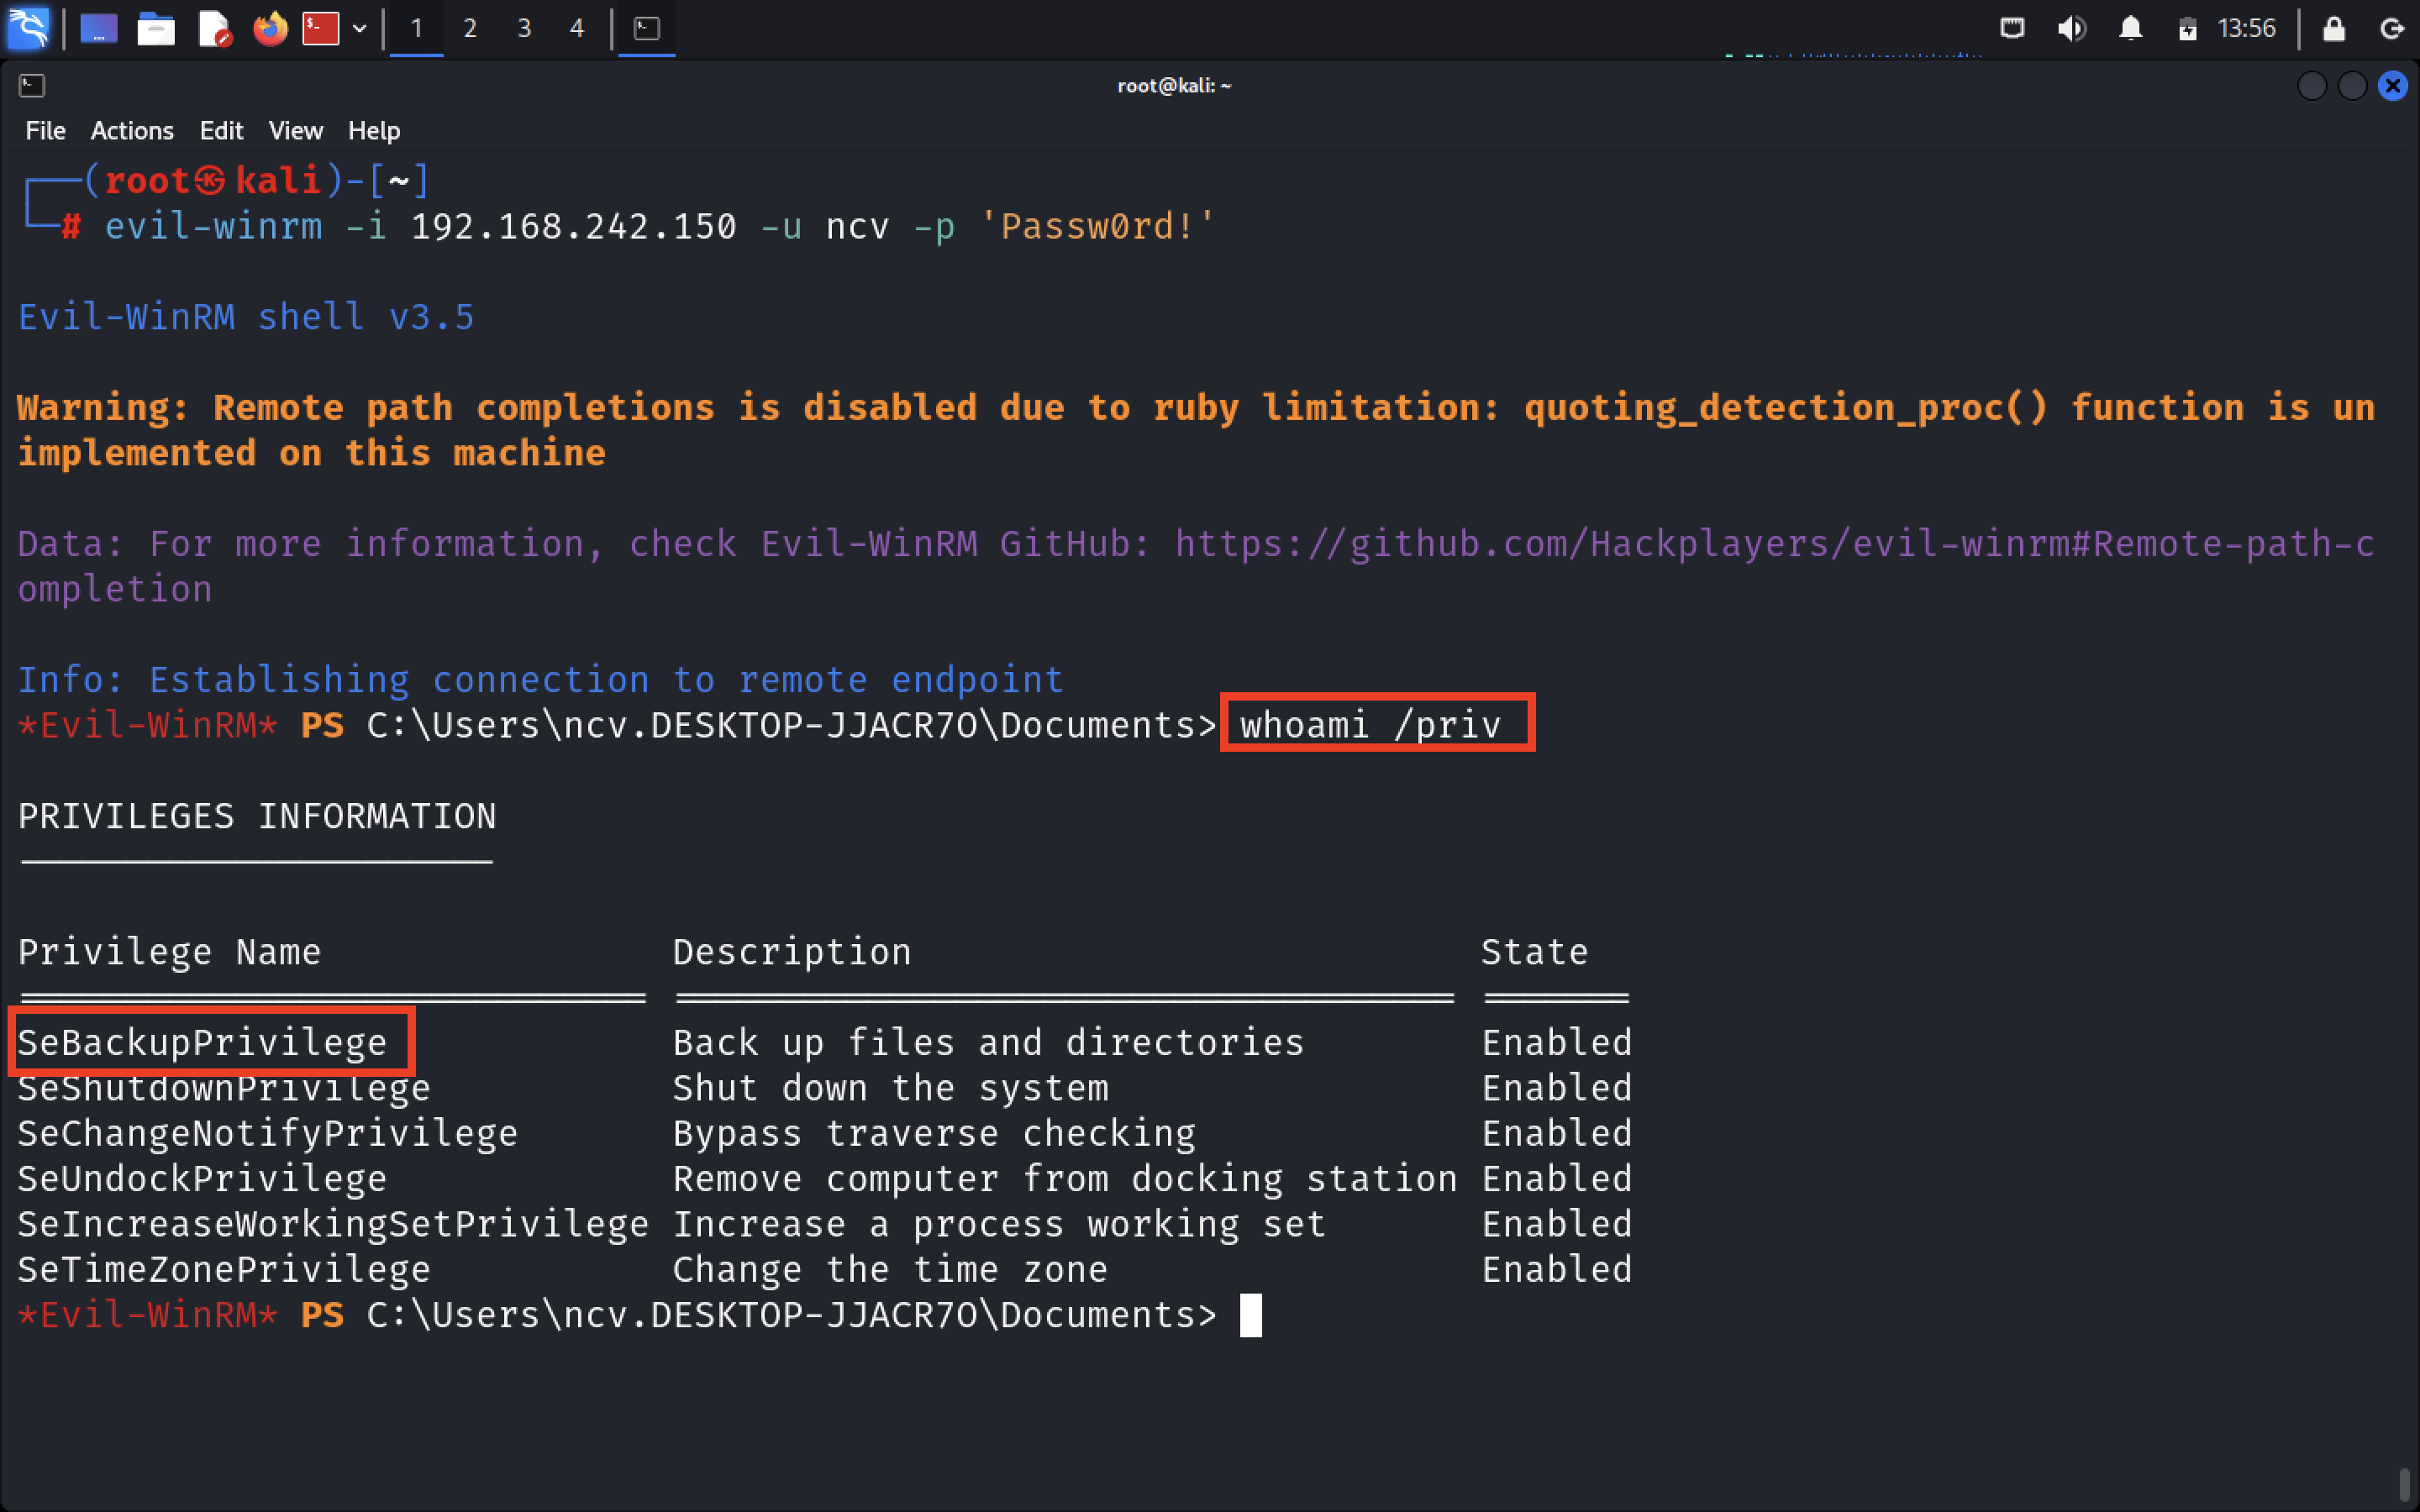 1 2 3 4 13:56
root@kali: ~
File Actions Edit View Help
┌──(root㉿kali)-[~]
└─# evil-winrm -i 192.168.242.150 -u ncv -p 'Passw0rd!'
Evil-WinRM shell v3.5
Warning: Remote path completions is disabled due to ruby limitation: quoting_detection_proc() function is un
implemented on this machine
Data: For more information, check Evil-WinRM GitHub: https://github.com/Hackplayers/evil-winrm#Remote-path-c
ompletion
Info: Establishing connection to remote endpoint
*Evil-WinRM* PS C:\Users\ncv.DESKTOP-JJACR7O\Documents> whoami /priv
PRIVILEGES INFORMATION
Privilege Name Description State
SeBackupPrivilege Back up files and directories Enabled
SeShutdownPrivilege Shut down the system Enabled
SeChangeNotifyPrivilege Bypass traverse checking Enabled
SeUndockPrivilege Remove computer from docking station Enabled
SeIncreaseWorkingSetPrivilege Increase a process working set Enabled
SeTimeZonePrivilege Change the time zone Enabled
*Evil-WinRM* PS C:\Users\ncv.DESKTOP-JJACR7O\Documents>